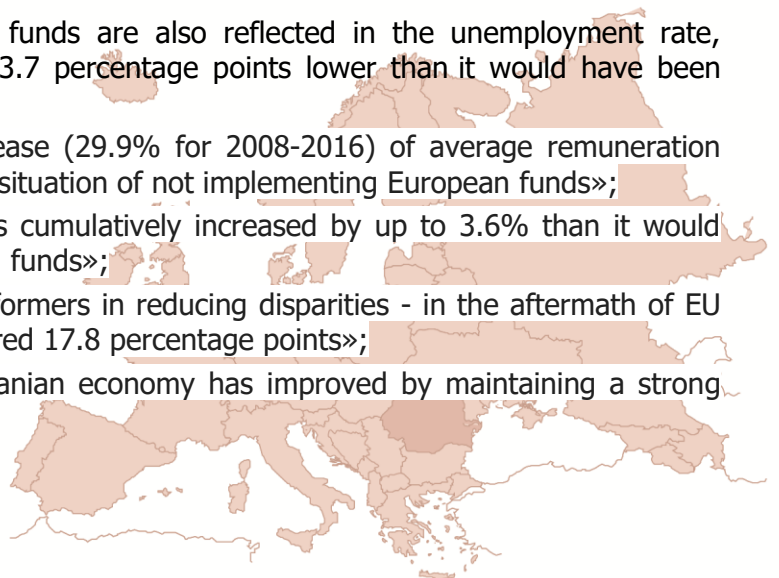 funds are also reflected in the unemployment rate,
3.7 percentage points lower than it would have been
ease (29.9% for 2008-2016) of average remuneration
situation of not implementing European funds»;
s cumulatively increased by up to 3.6% than it would
funds»;
formers in reducing disparities - in the aftermath of EU
red 17.8 percentage points»;
anian economy has improved by maintaining a strong